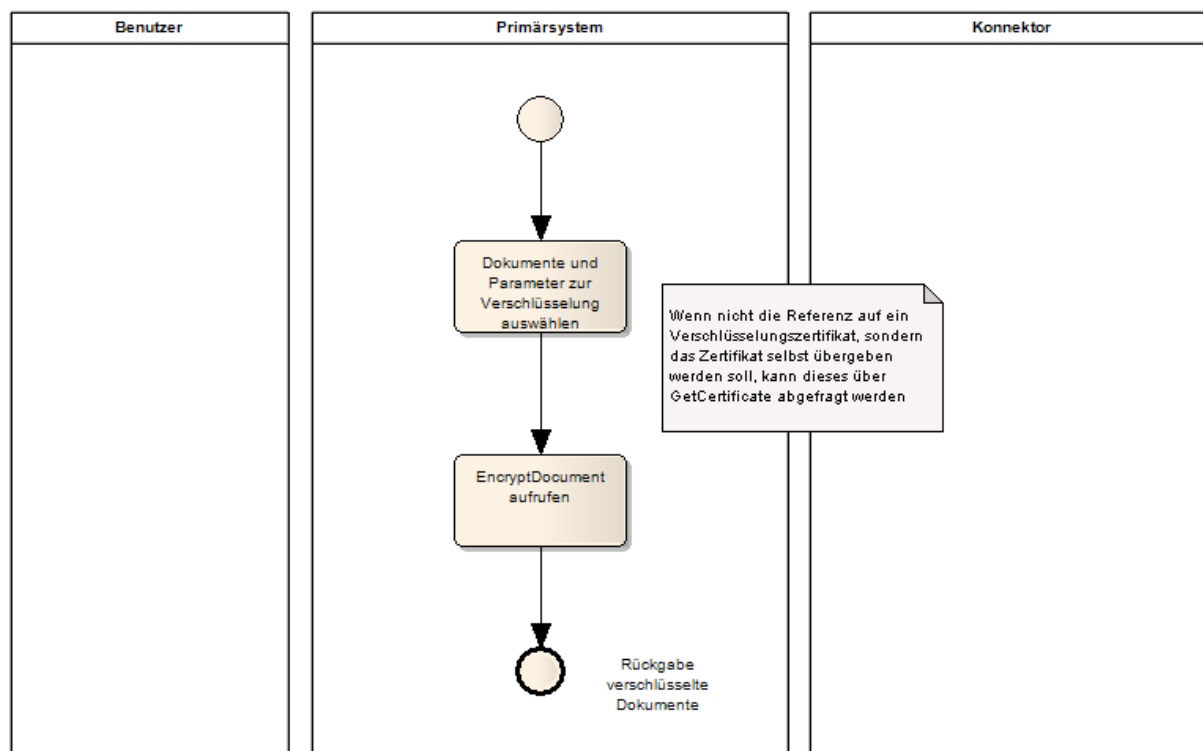 Benutzer
Primärsystem
Konnektor
Dokumente und
Parameter zur
Verschlüsselung
auswählen
Wenn nicht die Referenz auf ein
Verschlüsselungszertifikat, sondern
das Zertifikat selbst übergeben
werden soll, kann dieses über
GetCertificate abgefragt werden
EncryptDocument
aufrufen
Rückgabe
verschlüsselte
Dokumente